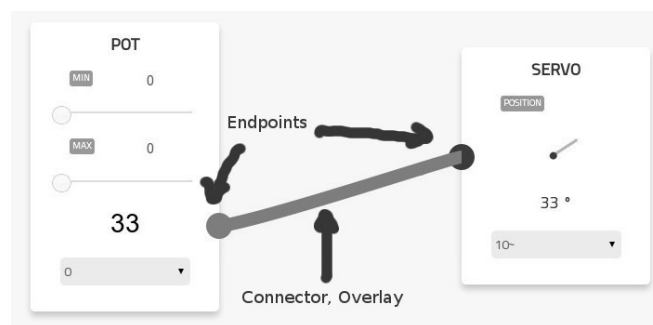 POT
MIN 0
MAX 0
33
0
Endpoints
Connector, Overlay
SERVO
POSITION
33 °
10~